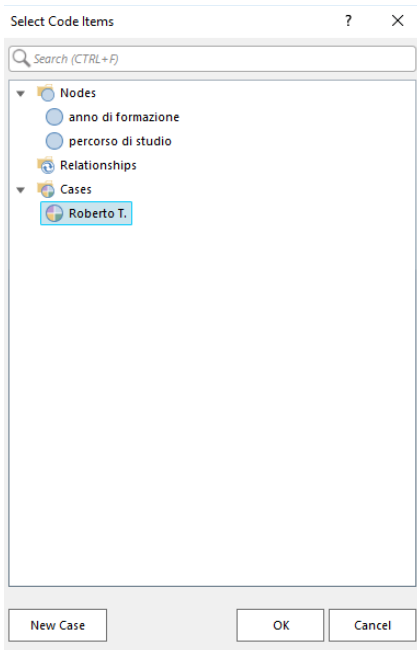 Select Code Items
?
Search (CTRL+F)
Nodes
anno di formazione
percorso di studio
Relationships
Cases
Roberto T.
New Case
OK
Cancel